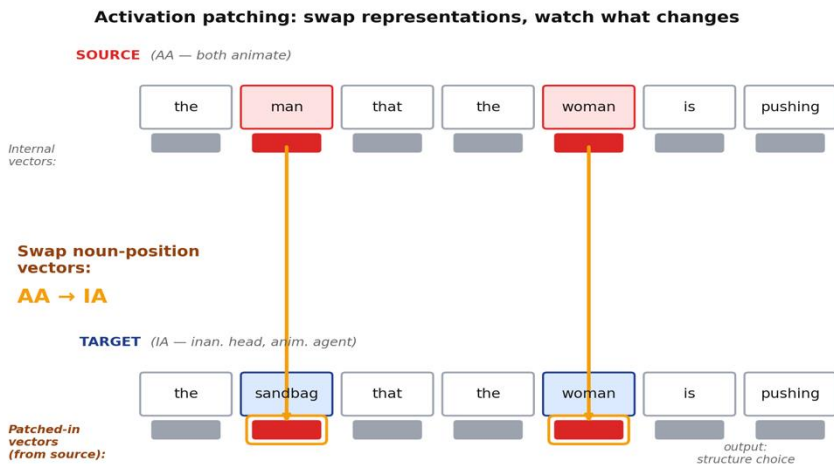 Activation patching: swap representations, watch what changes
SOURCE (AA — both animate)
the man that the woman is pushing
Internal
vectors:
Swap noun-position
vectors:
AA → IA
TARGET (IA — inan. head, anim. agent)
the sandbag that the woman is pushing
Patched-in
vectors
(from source):
output:
structure choice